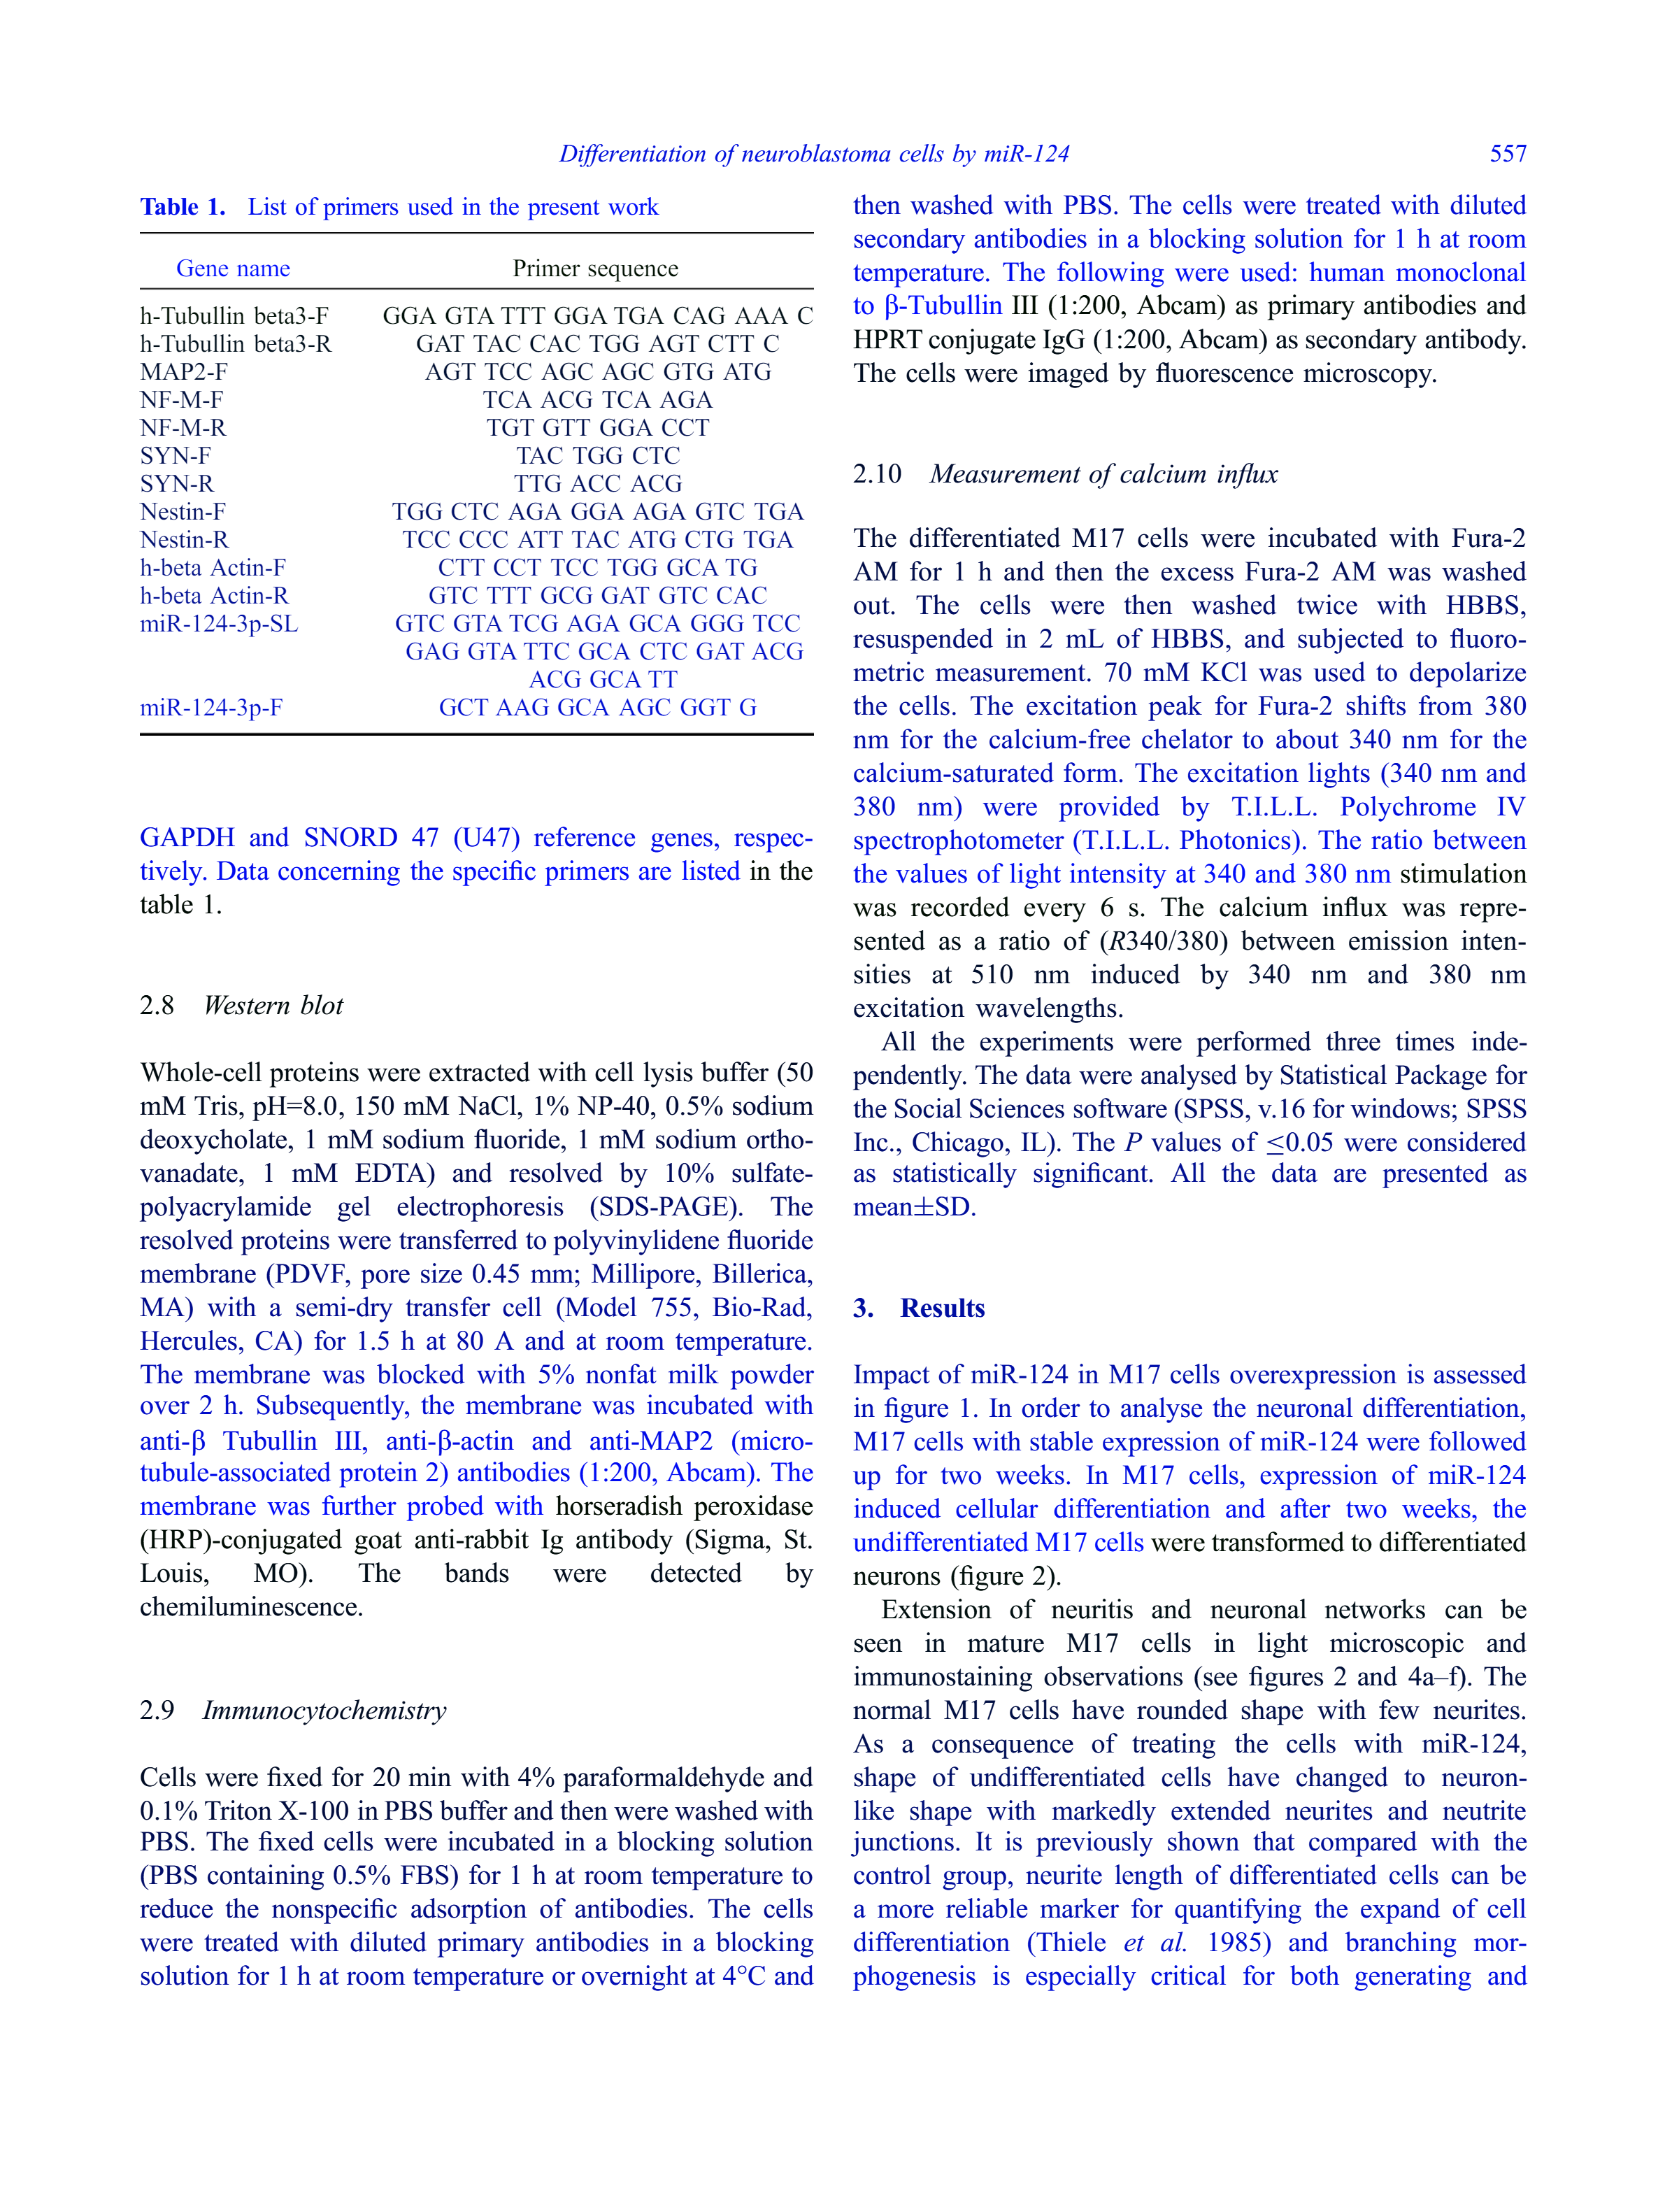 Differentiation of neuroblastoma cells by miR-124
557
Table 1. List of primers used in the present work
Gene name Primer sequence
h-Tubullin beta3-F GGA GTA TTT GGA TGA CAG AAA C
h-Tubullin beta3-R GAT TAC CAC TGG AGT CTT C
MAP2-F AGT TCC AGC AGC GTG ATG
NF-M-F TCA ACG TCA AGA
NF-M-R TGT GTT GGA CCT
SYN-F TAC TGG CTC
SYN-R TTG ACC ACG
Nestin-F TGG CTC AGA GGA AGA GTC TGA
Nestin-R TCC CCC ATT TAC ATG CTG TGA
h-beta Actin-F CTT CCT TCC TGG GCA TG
h-beta Actin-R GTC TTT GCG GAT GTC CAC
miR-124-3p-SL GTC GTA TCG AGA GCA GGG TCC
GAG GTA TTC GCA CTC GAT ACG
ACG GCA TT
miR-124-3p-F GCT AAG GCA AGC GGT G
GAPDH and SNORD 47 (U47) reference genes, respec-
tively. Data concerning the specific primers are listed in the
table 1.
2.8 Western blot
Whole-cell proteins were extracted with cell lysis buffer (50
mM Tris, pH=8.0, 150 mM NaCl, 1% NP-40, 0.5% sodium
deoxycholate, 1 mM sodium fluoride, 1 mM sodium ortho-
vanadate, 1 mM EDTA) and resolved by 10% sulfate-
polyacrylamide gel electrophoresis (SDS-PAGE). The
resolved proteins were transferred to polyvinylidene fluoride
membrane (PDVF, pore size 0.45 mm; Millipore, Billerica,
MA) with a semi-dry transfer cell (Model 755, Bio-Rad,
Hercules, CA) for 1.5 h at 80 A and at room temperature.
The membrane was blocked with 5% nonfat milk powder
over 2 h. Subsequently, the membrane was incubated with
anti-β Tubullin III, anti-β-actin and anti-MAP2 (micro-
tubule-associated protein 2) antibodies (1:200, Abcam). The
membrane was further probed with horseradish peroxidase
(HRP)-conjugated goat anti-rabbit Ig antibody (Sigma, St.
Louis, MO). The bands were detected by
chemiluminescence.
2.9 Immunocytochemistry
Cells were fixed for 20 min with 4% paraformaldehyde and
0.1% Triton X-100 in PBS buffer and then were washed with
PBS. The fixed cells were incubated in a blocking solution
(PBS containing 0.5% FBS) for 1 h at room temperature to
reduce the nonspecific adsorption of antibodies. The cells
were treated with diluted primary antibodies in a blocking
solution for 1 h at room temperature or overnight at 4°C and
then washed with PBS. The cells were treated with diluted
secondary antibodies in a blocking solution for 1 h at room
temperature. The following were used: human monoclonal
to β-Tubullin III (1:200, Abcam) as primary antibodies and
HPRT conjugate IgG (1:200, Abcam) as secondary antibody.
The cells were imaged by fluorescence microscopy.
2.10 Measurement of calcium influx
The differentiated M17 cells were incubated with Fura-2
AM for 1 h and then the excess Fura-2 AM was washed
out. The cells were then washed twice with HBBS,
resuspended in 2 mL of HBBS, and subjected to fluoro-
metric measurement. 70 mM KCl was used to depolarize
the cells. The excitation peak for Fura-2 shifts from 380
nm for the calcium-free chelator to about 340 nm for the
calcium-saturated form. The excitation lights (340 nm and
380 nm) were provided by T.I.L.L. Polychrome IV
spectrophotometer (T.I.L.L. Photonics). The ratio between
the values of light intensity at 340 and 380 nm stimulation
was recorded every 6 s. The calcium influx was repre-
sented as a ratio of (R340/380) between emission inten-
sities at 510 nm induced by 340 nm and 380 nm
excitation wavelengths.
All the experiments were performed three times inde-
pendently. The data were analysed by Statistical Package for
the Social Sciences software (SPSS, v.16 for windows; SPSS
Inc., Chicago, IL). The P values of ≤0.05 were considered
as statistically significant. All the data are presented as
mean±SD.
3. Results
Impact of miR-124 in M17 cells overexpression is assessed
in figure 1. In order to analyse the neuronal differentiation,
M17 cells with stable expression of miR-124 were followed
up for two weeks. In M17 cells, expression of miR-124
induced cellular differentiation and after two weeks, the
undifferentiated M17 cells were transformed to differentiated
neurons (figure 2).
Extension of neuritis and neuronal networks can be
seen in mature M17 cells in light microscopic and
immunostaining observations (see figures 2 and 4a–f). The
normal M17 cells have rounded shape with few neurites.
As a consequence of treating the cells with miR-124,
shape of undifferentiated cells have changed to neuron-
like shape with markedly extended neurites and neutrite
junctions. It is previously shown that compared with the
control group, neurite length of differentiated cells can be
a more reliable marker for quantifying the expand of cell
differentiation (Thiele et al. 1985) and branching mor-
phogenesis is especially critical for both generating and